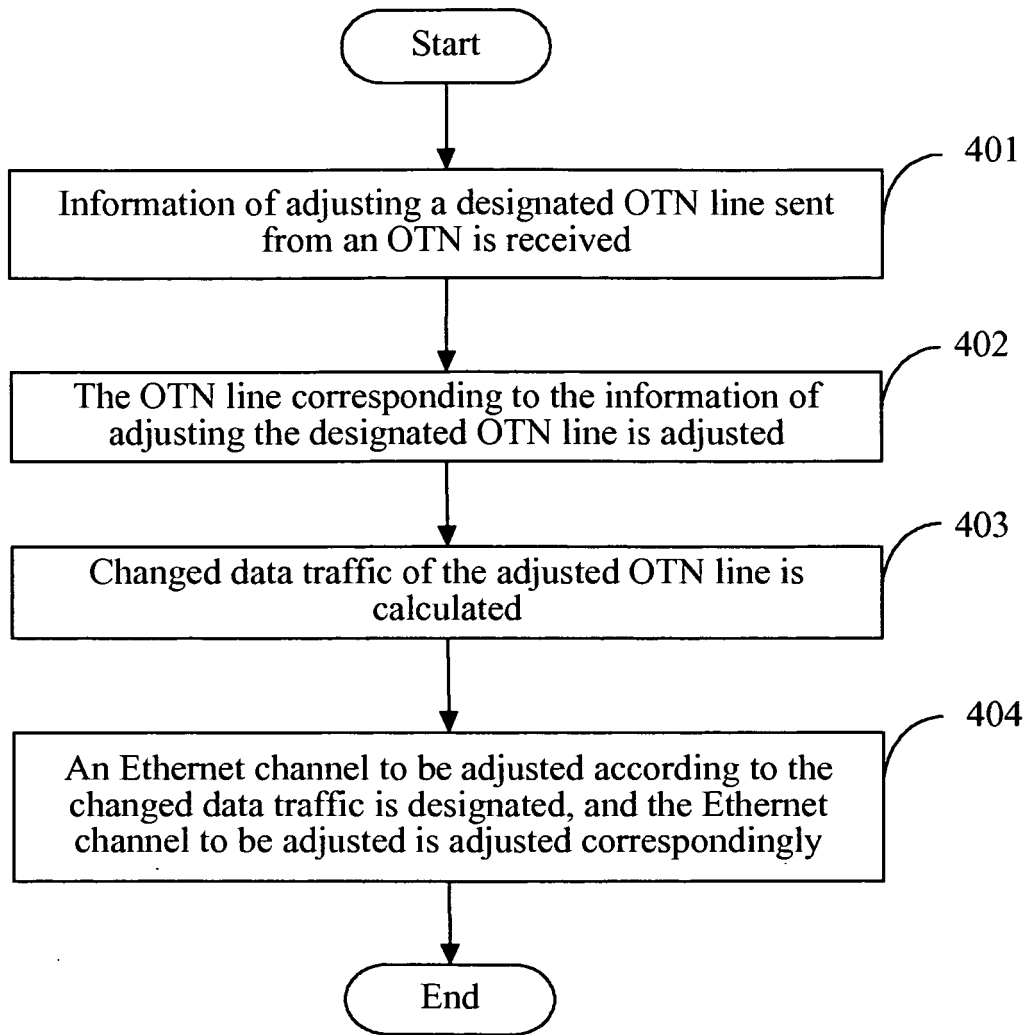 Start
401
Information of adjusting a designated OTN line sent
from an OTN is received
402
The OTN line corresponding to the information of
adjusting the designated OTN line is adjusted
403
Changed data traffic of the adjusted OTN line is
calculated
404
An Ethernet channel to be adjusted according to the
changed data traffic is designated, and the Ethernet
channel to be adjusted is adjusted correspondingly
End